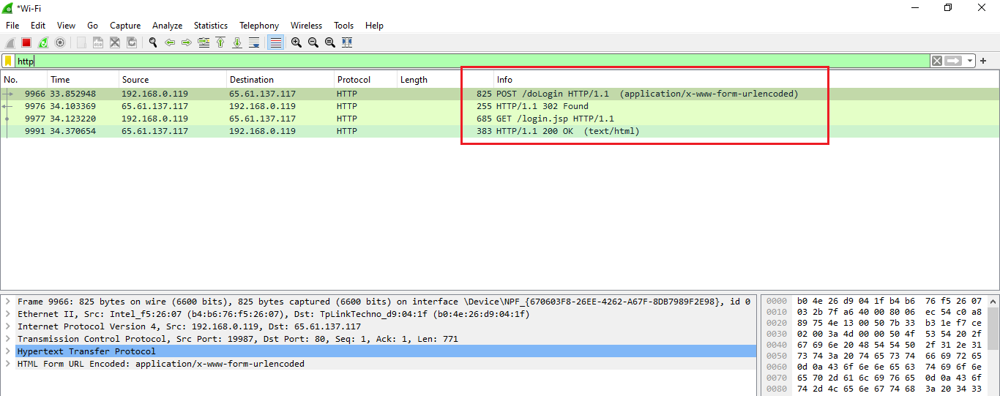 *Wi-Fi
File Edit View Go Capture Analyze Statistics Telephony Wireless Tools Help
http
No. Time Source Destination Protocol Length Info
9966 33.852948 192.168.0.119 65.61.137.117 HTTP 825 POST /doLogin HTTP/1.1 (application/x-www-form-urlencoded)
9976 34.103369 65.61.137.117 192.168.0.119 HTTP 255 HTTP/1.1 302 Found
9977 34.123220 192.168.0.119 65.61.137.117 HTTP 685 GET /login.jsp HTTP/1.1
9991 34.370654 65.61.137.117 192.168.0.119 HTTP 383 HTTP/1.1 200 OK (text/html)
Frame 9966: 825 bytes on wire (6600 bits), 825 bytes captured (6600 bits) on interface \Device\NPF_{670603F8-26EE-4262-A67F-8DB7989F2E98}, id 0
Ethernet II, Src: Intel_f5:26:07 (b4:b6:76:f5:26:07), Dst: TpLinkTechno_d9:04:1f (b0:4e:26:d9:04:1f)
Internet Protocol Version 4, Src: 192.168.0.119, Dst: 65.61.137.117
Transmission Control Protocol, Src Port: 19987, Dst Port: 80, Seq: 1, Ack: 1, Len: 771
Hypertext Transfer Protocol
HTML Form URL Encoded: application/x-www-form-urlencoded
0000 b0 4e 26 d9 04 1f b4 b6 76 f5 26 07
0010 03 2b 7f a6 40 00 80 06 ec 54 c0 a8
0020 89 75 4e 13 00 50 7b 33 b3 1e f7 ce
0030 02 00 3a 4d 00 00 50 4f 53 54 20 2f
0040 67 69 6e 20 48 54 54 50 2f 31 2e 31
0050 73 74 3a 20 74 65 73 74 66 69 72 65
0060 0d 0a 43 6f 6e 6e 65 63 74 69 6f 6e
0070 65 70 2d 61 6c 69 76 65 0d 0a 43 6f
0080 74 2d 4c 65 6e 67 74 68 3a 20 34 33